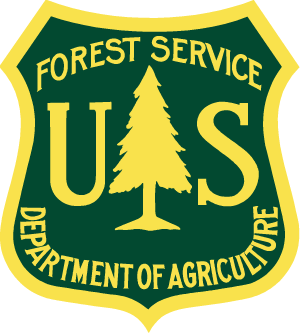 FOREST SERVICE
U S
DEPARTMENT OF AGRICULTURE